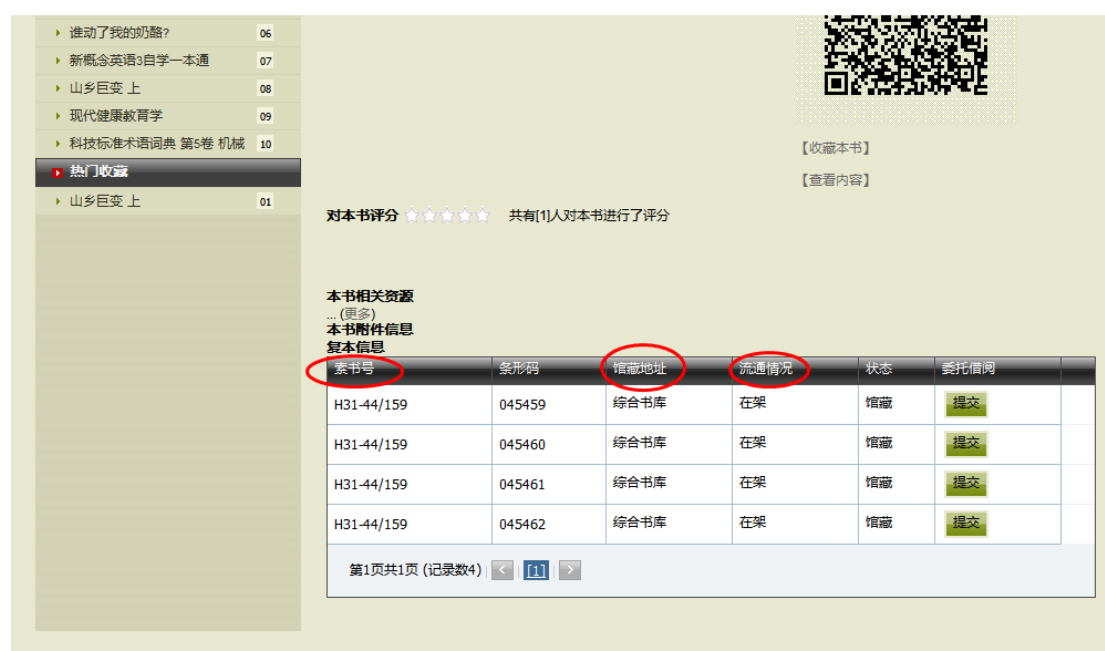 谁动了我的奶酪? 06
新概念英语3自学一本通 07
山乡巨变 上 08
现代健康教育学 09
科技标准术语词典 第5卷 机械 10
热门收藏
山乡巨变 上 01
【收藏本书】
【查看内容】
对本书评分 共有[1]人对本书进行了评分
本书相关资源
... (更多)
本书附件信息
复本信息
索书号 条形码 馆藏地址 流通情况 状态 委托借阅
H31-44/159 045459 综合书库 在架 馆藏 提交
H31-44/159 045460 综合书库 在架 馆藏 提交
H31-44/159 045461 综合书库 在架 馆藏 提交
H31-44/159 045462 综合书库 在架 馆藏 提交
第1页共1页 (记录数4) < [1] >